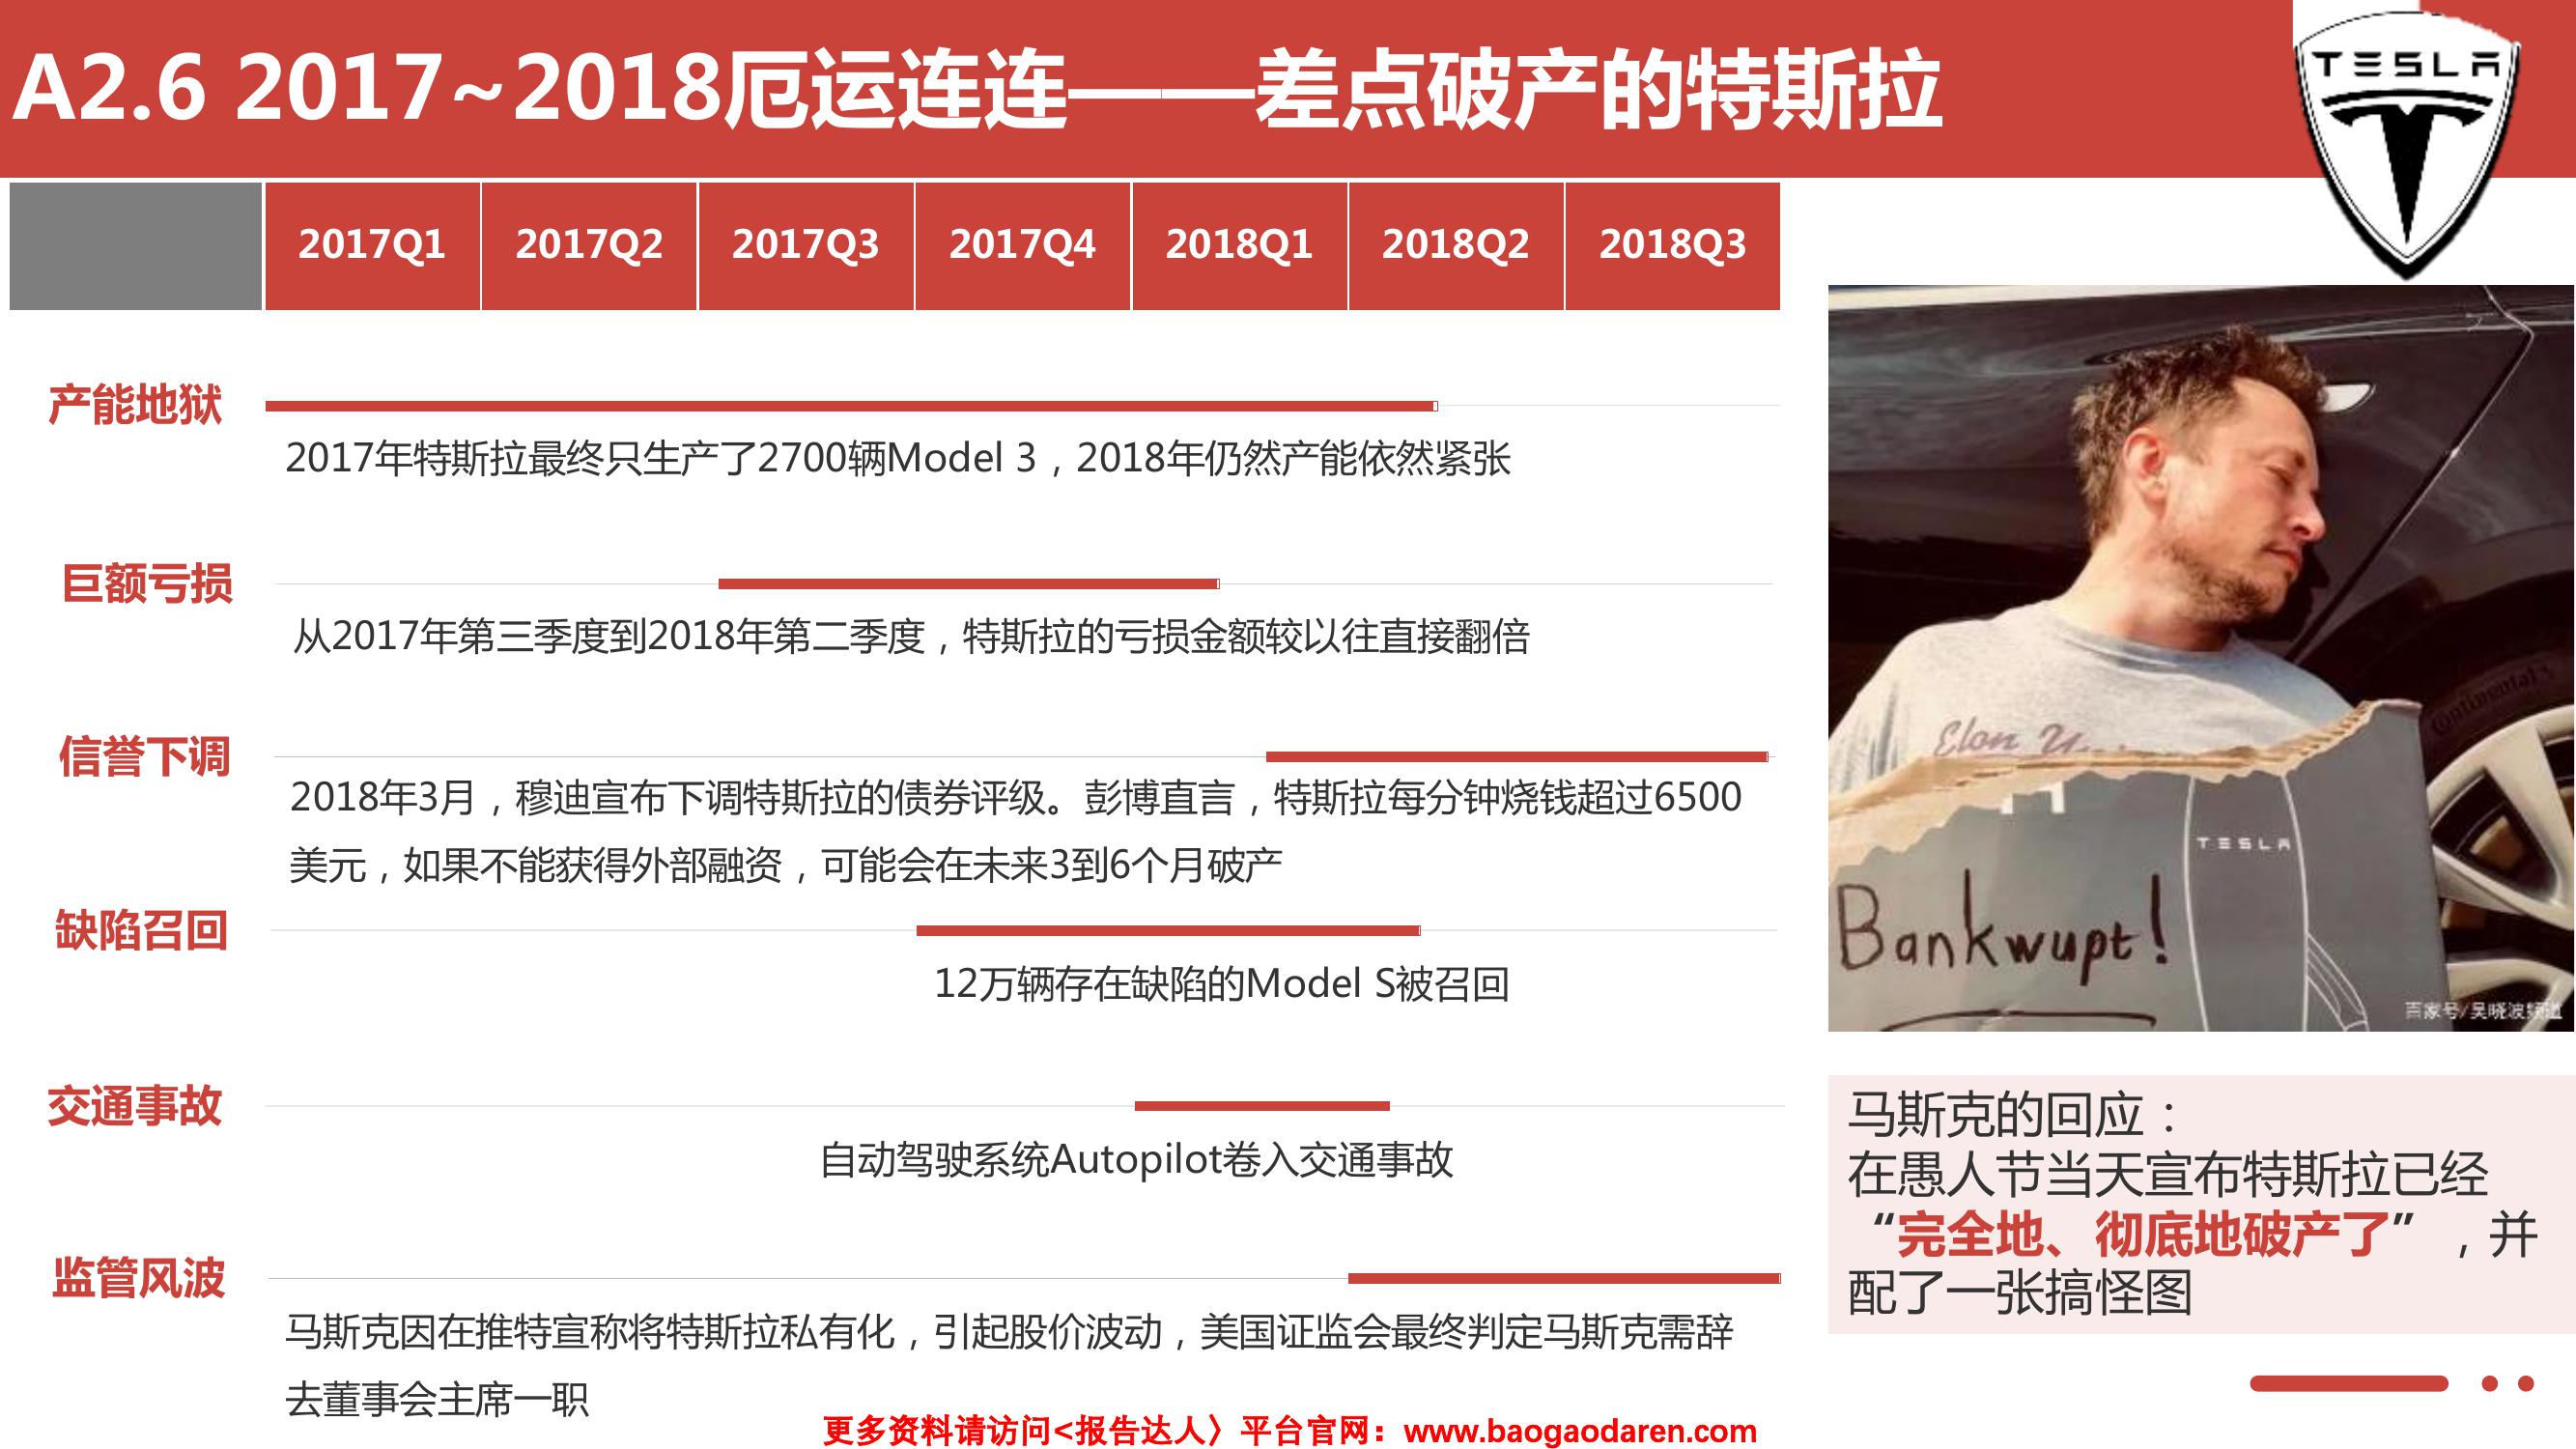 A2.6 2017~2018厄运连连——差点破产的特斯拉
TESLA
2017Q1 2017Q2 2017Q3 2017Q4 2018Q1 2018Q2 2018Q3
产能地狱
2017年特斯拉最终只生产了2700辆Model 3，2018年仍然产能依然紧张
巨额亏损
从2017年第三季度到2018年第二季度，特斯拉的亏损金额较以往直接翻倍
信誉下调
2018年3月，穆迪宣布下调特斯拉的债券评级。彭博直言，特斯拉每分钟烧钱超过6500
美元，如果不能获得外部融资，可能会在未来3到6个月破产
缺陷召回
12万辆存在缺陷的Model S被召回
交通事故
自动驾驶系统Autopilot卷入交通事故
监管风波
马斯克因在推特宣称将特斯拉私有化，引起股价波动，美国证监会最终判定马斯克需辞
去董事会主席一职
Continental
Elon
TESLA
Bankwupt!
百家号/吴晓波频道
马斯克的回应：
在愚人节当天宣布特斯拉已经
“完全地、彻底地破产了”，并
配了一张搞怪图
更多资料请访问<报告达人〉平台官网：www.baogaodaren.com